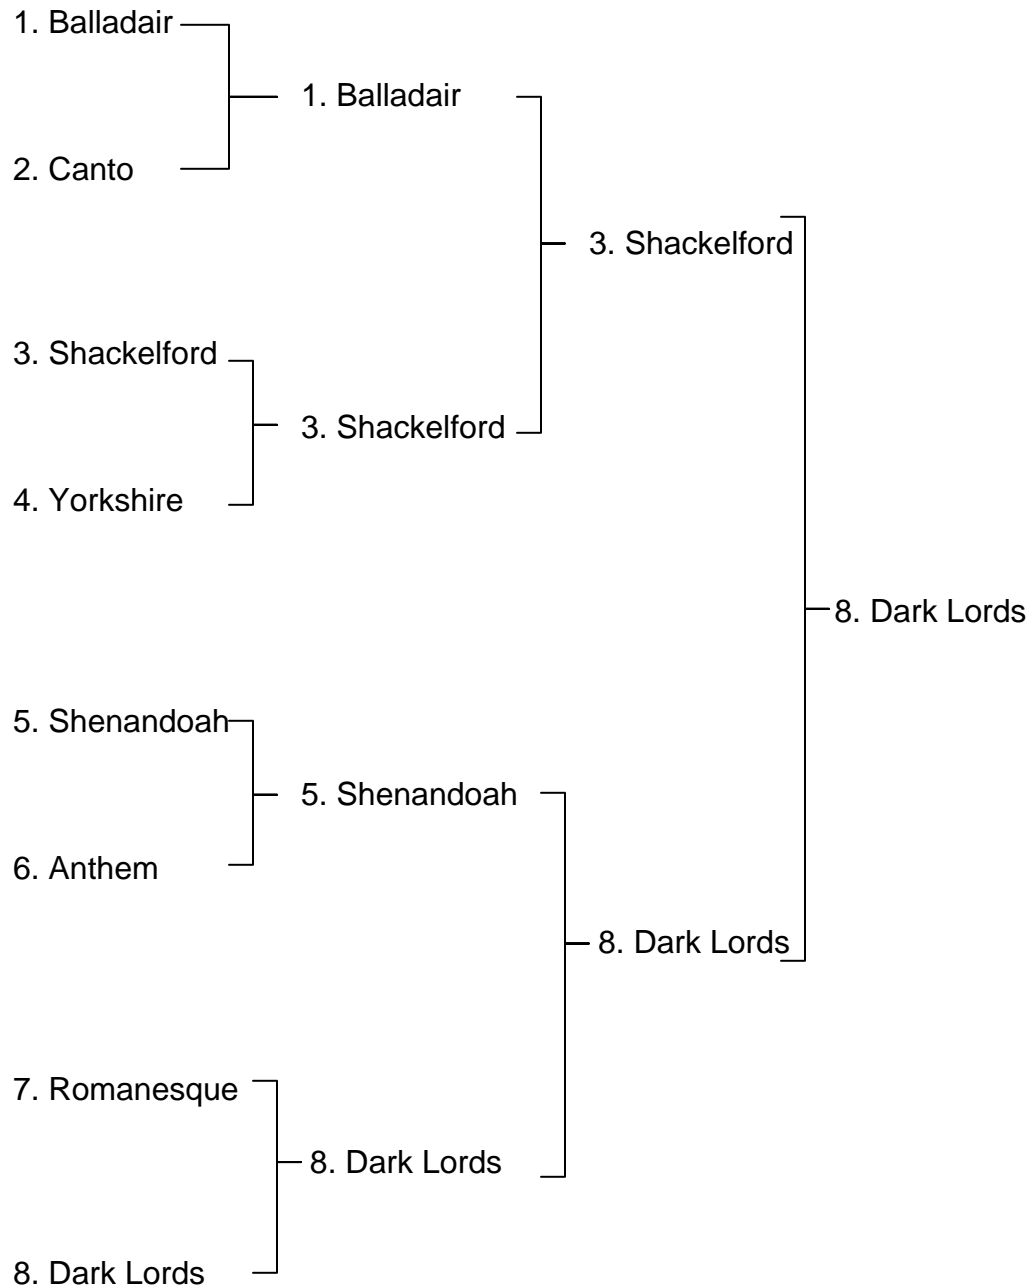 1. Balladair
1. Balladair
2. Canto
3. Shackelford
3. Shackelford
3. Shackelford
4. Yorkshire
8. Dark Lords
5. Shenandoah
5. Shenandoah
6. Anthem
8. Dark Lords
7. Romanesque
8. Dark Lords
8. Dark Lords